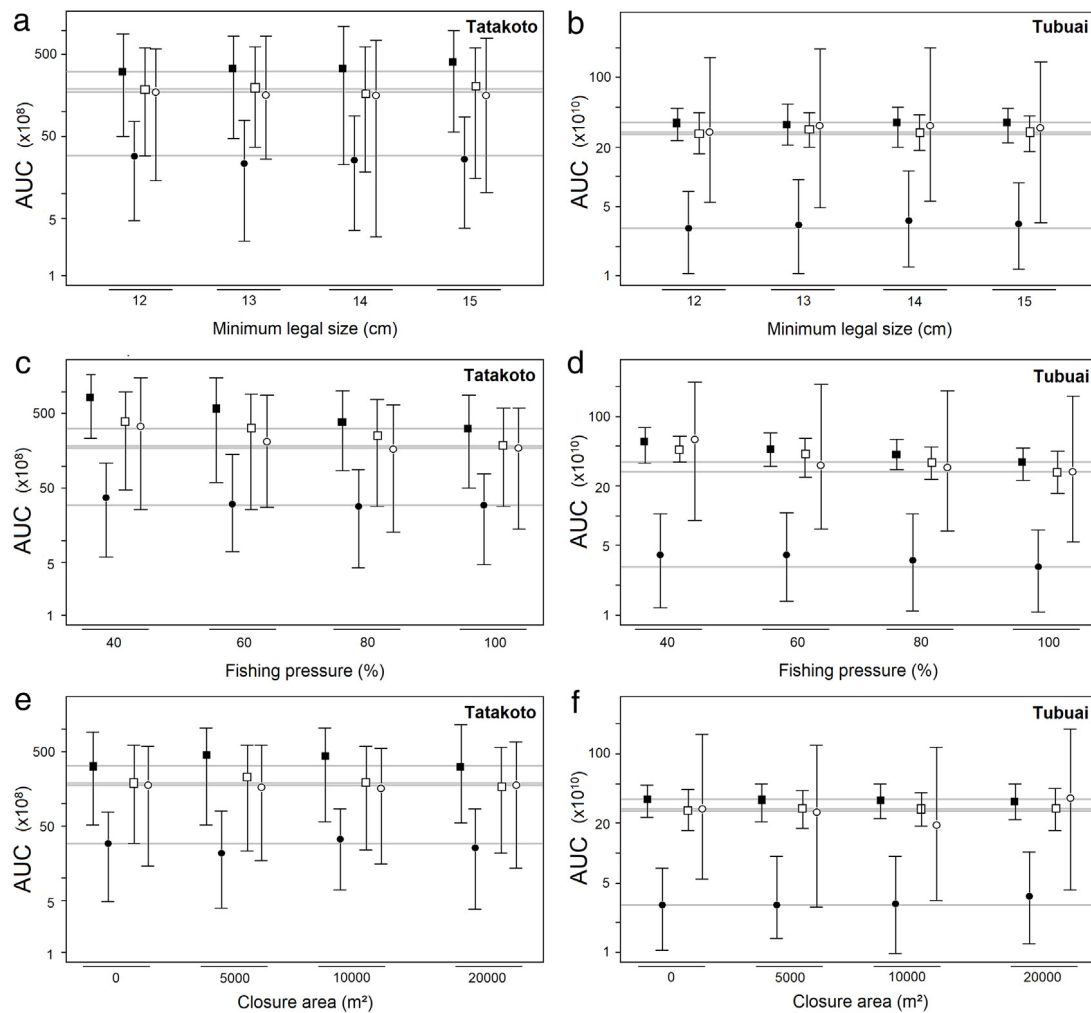 a
Tatakoto
AUC (x10⁸)
500
50
5
1
12 13 14 15
Minimum legal size (cm)
b
Tubuai
AUC (x10¹⁰)
100
20
5
1
12 13 14 15
Minimum legal size (cm)
c
Tatakoto
AUC (x10⁸)
500
50
5
1
40 60 80 100
Fishing pressure (%)
d
Tubuai
AUC (x10¹⁰)
100
20
5
1
40 60 80 100
Fishing pressure (%)
e
Tatakoto
AUC (x10⁸)
500
50
5
1
0 5000 10000 20000
Closure area (m²)
f
Tubuai
AUC (x10¹⁰)
100
20
5
1
0 5000 10000 20000
Closure area (m²)